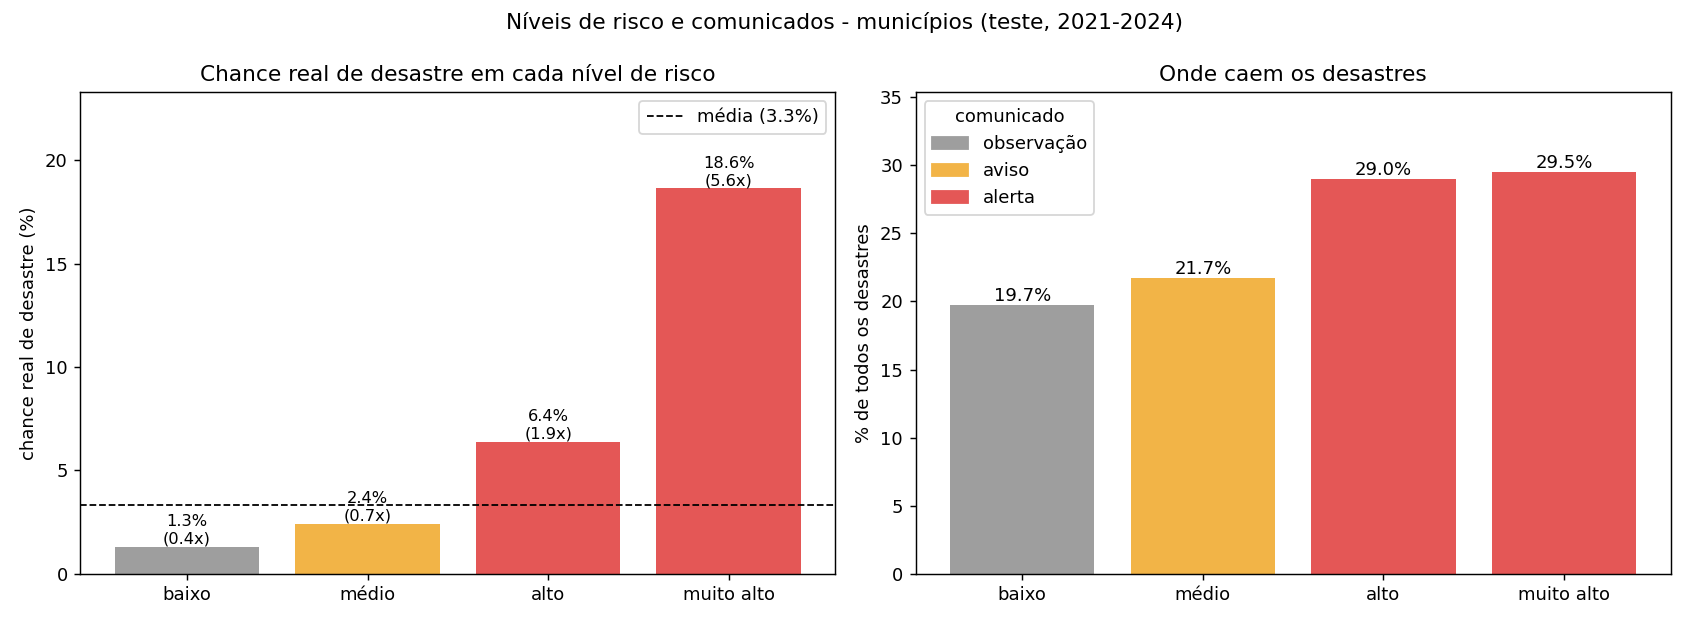 Níveis de risco e comunicados - municípios (teste, 2021-2024)
Chance real de desastre em cada nível de risco
chance real de desastre (%)
20
15
10
5
0
média (3.3%)
1.3%
(0.4x)
2.4%
(0.7x)
6.4%
(1.9x)
18.6%
(5.6x)
baixo
médio
alto
muito alto
Onde caem os desastres
% de todos os desastres
35
30
25
20
15
10
5
0
comunicado
observação
aviso
alerta
19.7%
21.7%
29.0%
29.5%
baixo
médio
alto
muito alto